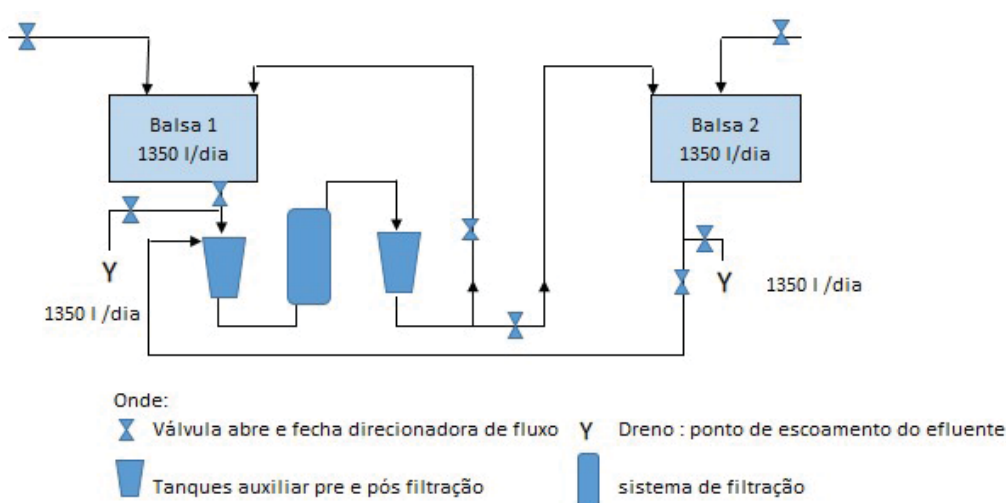 Balsa 1
1350 l/dia
Balsa 2
1350 l/dia
Y
1350 l /dia
Y
1350 l /dia
Onde:
Válvula abre e fecha direcionadora de fluxo
Y Dreno : ponto de escoamento do efluente
Tanques auxiliar pre e pós filtração
sistema de filtração